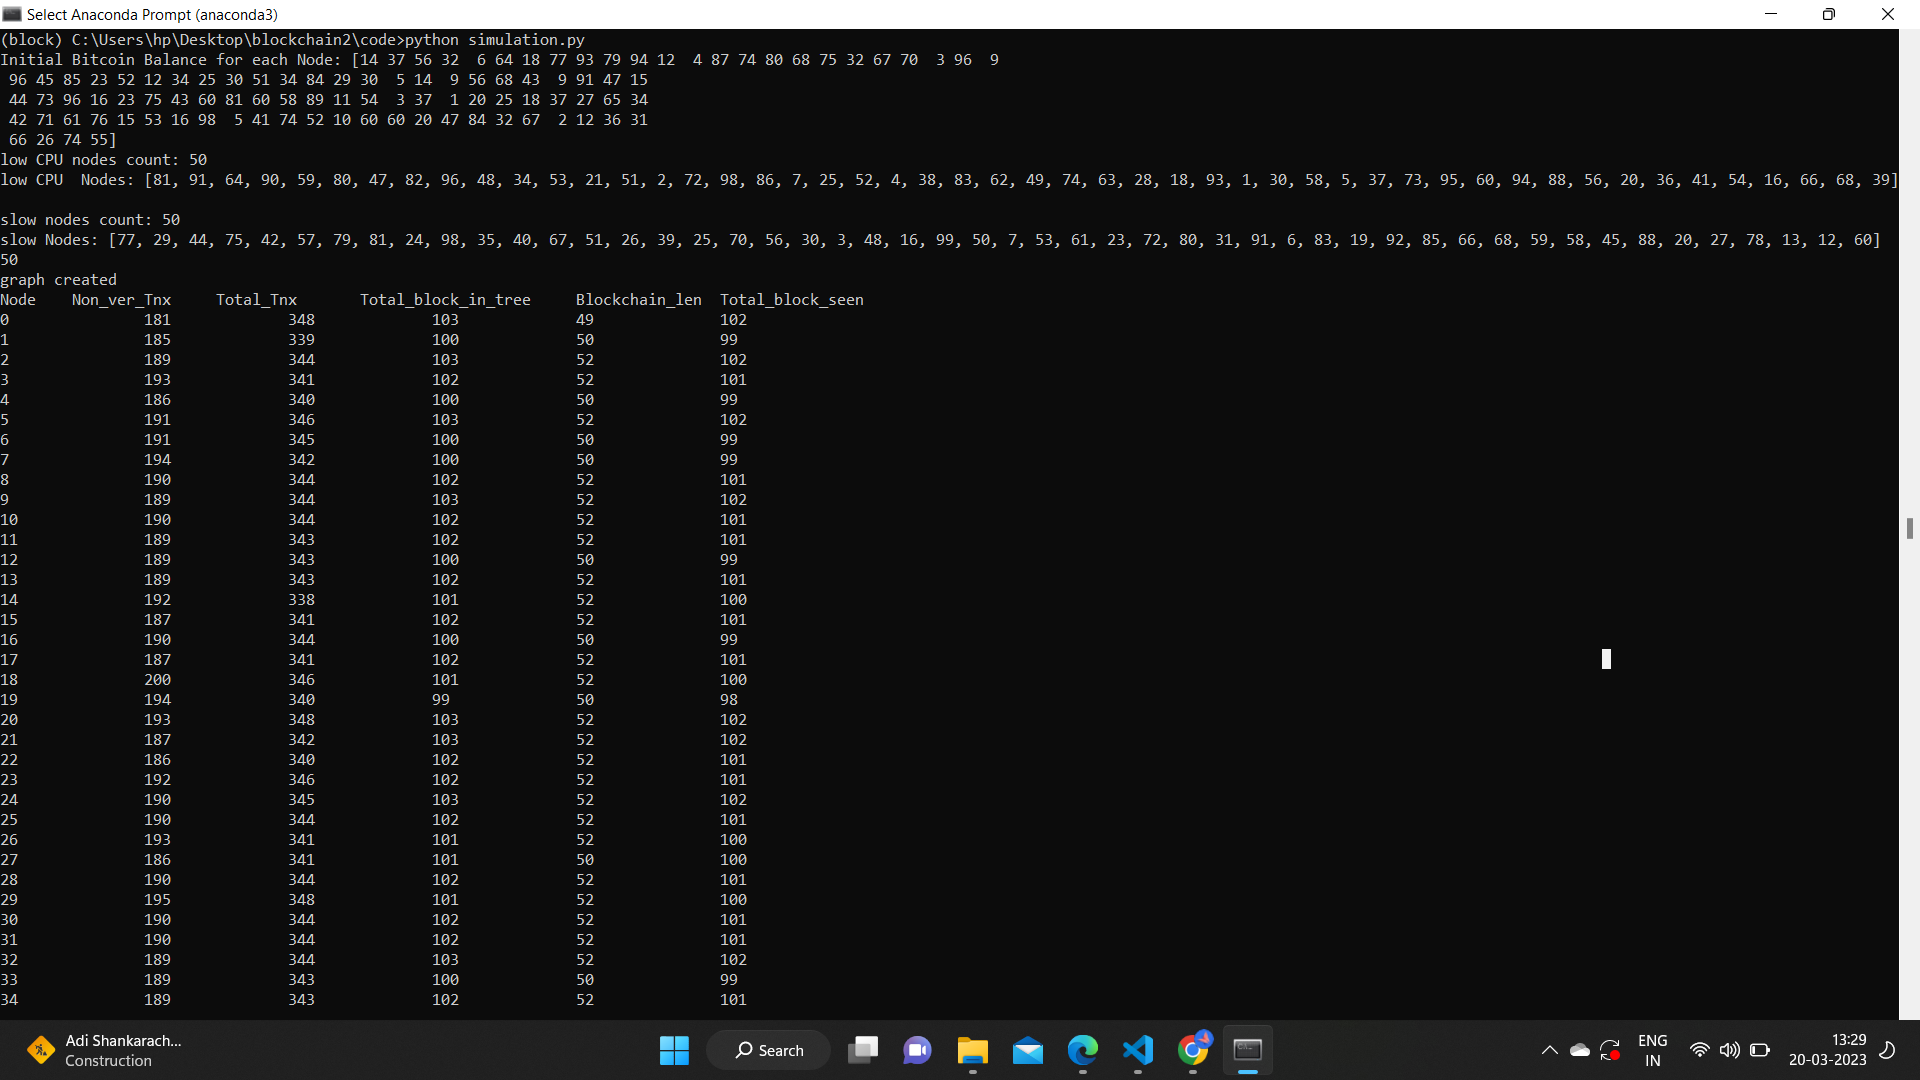 Select Anaconda Prompt (anaconda3)
(block) C:\Users\hp\Desktop\blockchain2\code>python simulation.py
Initial Bitcoin Balance for each Node: [14 37 56 32  6 64 18 77 93 79 94 12  4 87 74 80 68 75 32 67 70  3 96  9
 96 45 85 23 52 12 34 25 30 51 34 84 29 30  5 14  9 56 68 43  9 91 47 15
 44 73 96 16 23 75 43 60 81 60 58 89 11 54  3 37  1 20 25 18 37 27 65 34
 42 71 61 76 15 53 16 98  5 41 74 52 10 60 60 20 47 84 32 67  2 12 36 31
 66 26 74 55]
low CPU nodes count: 50
low CPU  Nodes: [81, 91, 64, 90, 59, 80, 47, 82, 96, 48, 34, 53, 21, 51, 2, 72, 98, 86, 7, 25, 52, 4, 38, 83, 62, 49, 74, 63, 28, 18, 93, 1, 30, 58, 5, 37, 73, 95, 60, 94, 88, 56, 20, 36, 41, 54, 16, 66, 68, 39]
slow nodes count: 50
slow Nodes: [77, 29, 44, 75, 42, 57, 79, 81, 24, 98, 35, 40, 67, 51, 26, 39, 25, 70, 56, 30, 3, 48, 16, 99, 50, 7, 53, 61, 23, 72, 80, 31, 91, 6, 83, 19, 92, 85, 66, 68, 59, 58, 45, 88, 20, 27, 78, 13, 12, 60]
50
graph created
Node    Non_ver_Tnx     Total_Tnx       Total_block_in_tree     Blockchain_len  Total_block_seen
0               181             348             103             49              102
1               185             339             100             50              99
2               189             344             103             52              102
3               193             341             102             52              101
4               186             340             100             50              99
5               191             346             103             52              102
6               191             345             100             50              99
7               194             342             100             50              99
8               190             344             102             52              101
9               189             344             103             52              102
10              190             344             102             52              101
11              189             343             102             52              101
12              189             343             100             50              99
13              189             343             102             52              101
14              192             338             101             52              100
15              187             341             102             52              101
16              190             344             100             50              99
17              187             341             102             52              101
18              200             346             101             52              100
19              194             340             99              50              98
20              193             348             103             52              102
21              187             342             103             52              102
22              186             340             102             52              101
23              192             346             102             52              101
24              190             345             103             52              102
25              190             344             102             52              101
26              193             341             101             52              100
27              186             341             101             50              100
28              190             344             102             52              101
29              195             348             101             52              100
30              190             344             102             52              101
31              190             344             102             52              101
32              189             344             103             52              102
33              189             343             100             50              99
34              189             343             102             52              101
Adi Shankarach...
Construction
Search
ENG
IN
13:29
20-03-2023